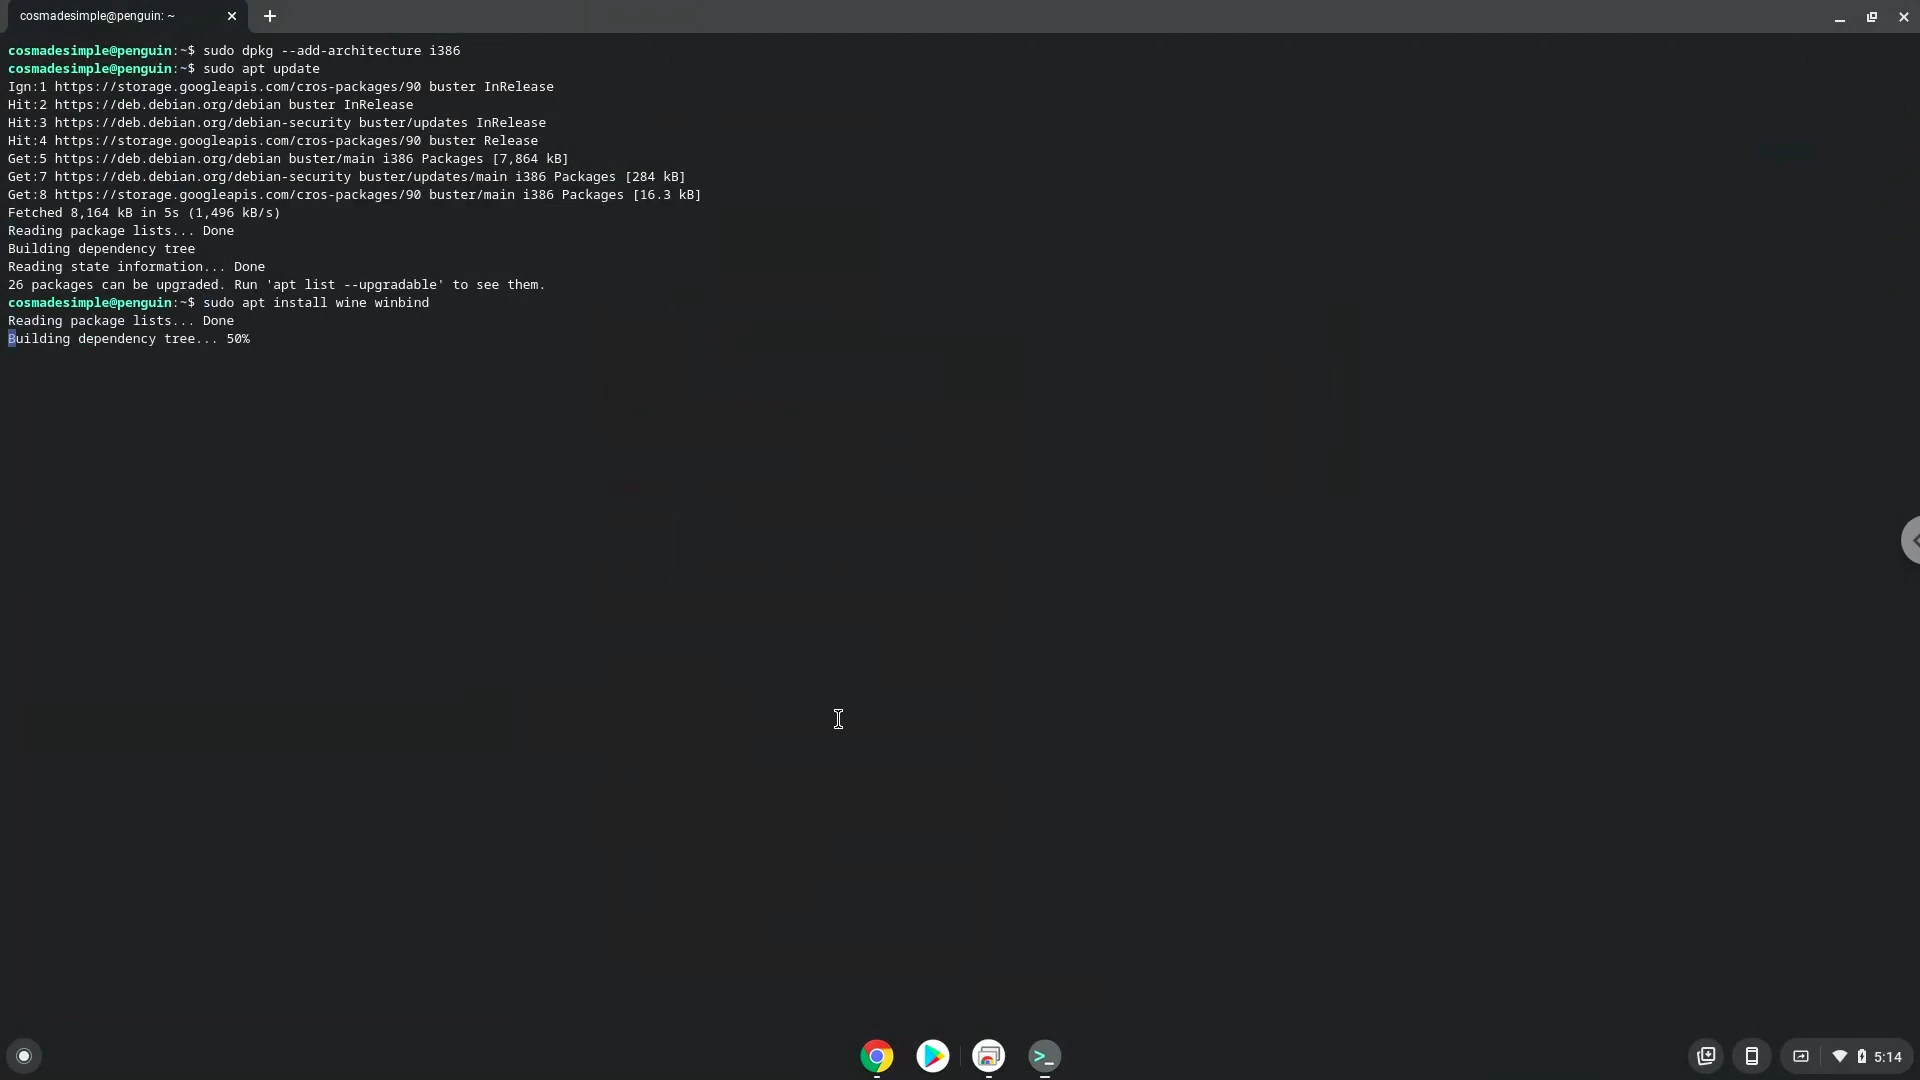 cosmadesimple@penguin: ~
cosmadesimple@penguin:~$ sudo dpkg --add-architecture i386
cosmadesimple@penguin:~$ sudo apt update
Ign:1 https://storage.googleapis.com/cros-packages/90 buster InRelease
Hit:2 https://deb.debian.org/debian buster InRelease
Hit:3 https://deb.debian.org/debian-security buster/updates InRelease
Hit:4 https://storage.googleapis.com/cros-packages/90 buster Release
Get:5 https://deb.debian.org/debian buster/main i386 Packages [7,864 kB]
Get:7 https://deb.debian.org/debian-security buster/updates/main i386 Packages [284 kB]
Get:8 https://storage.googleapis.com/cros-packages/90 buster/main i386 Packages [16.3 kB]
Fetched 8,164 kB in 5s (1,496 kB/s)
Reading package lists... Done
Building dependency tree
Reading state information... Done
26 packages can be upgraded. Run 'apt list --upgradable' to see them.
cosmadesimple@penguin:~$ sudo apt install wine winbind
Reading package lists... Done
Building dependency tree... 50%
5:14